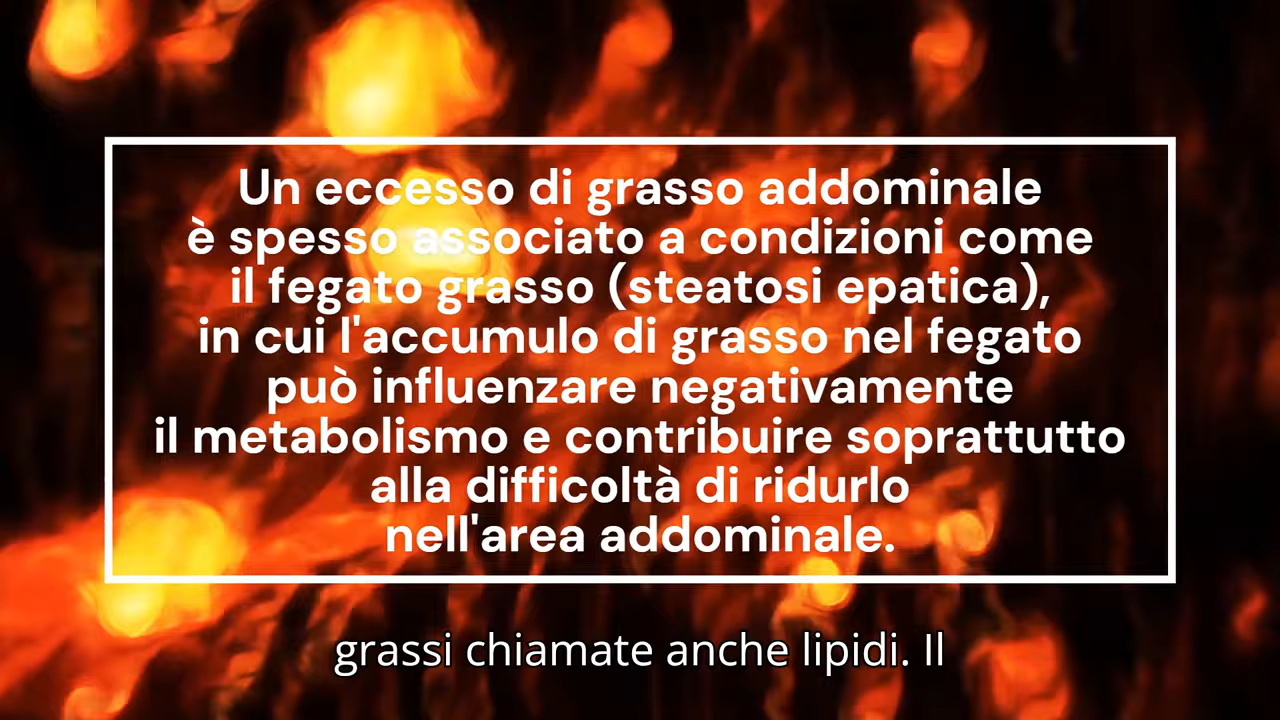 Un eccesso di grasso addominale
è spesso associato a condizioni come
il fegato grasso (steatosi epatica),
in cui l'accumulo di grasso nel fegato
può influenzare negativamente
il metabolismo e contribuire soprattutto
alla difficoltà di ridurlo
nell'area addominale.
grassi chiamate anche lipidi. Il